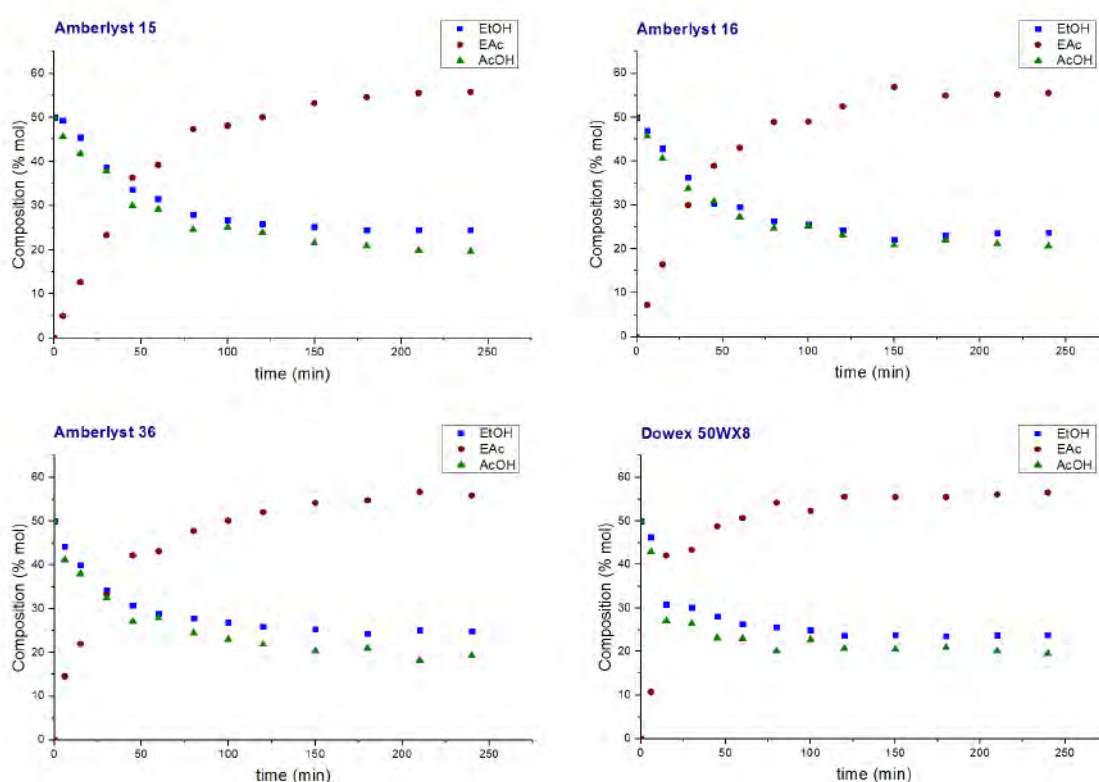 Amberlyst 15
EtOH
EAc
AcOH
Composition (% mol)
60
50
40
30
20
10
0
0
50
100
150
200
250
time (min)
Amberlyst 16
EtOH
EAc
AcOH
Composition (% mol)
60
50
40
30
20
10
0
0
50
100
150
200
250
time (min)
Amberlyst 36
EtOH
EAc
AcOH
Composition (% mol)
60
50
40
30
20
10
0
0
50
100
150
200
250
time (min)
Dowex 50WX8
EtOH
EAc
AcOH
Composition (% mol)
60
50
40
30
20
10
0
0
50
100
150
200
250
time (min)